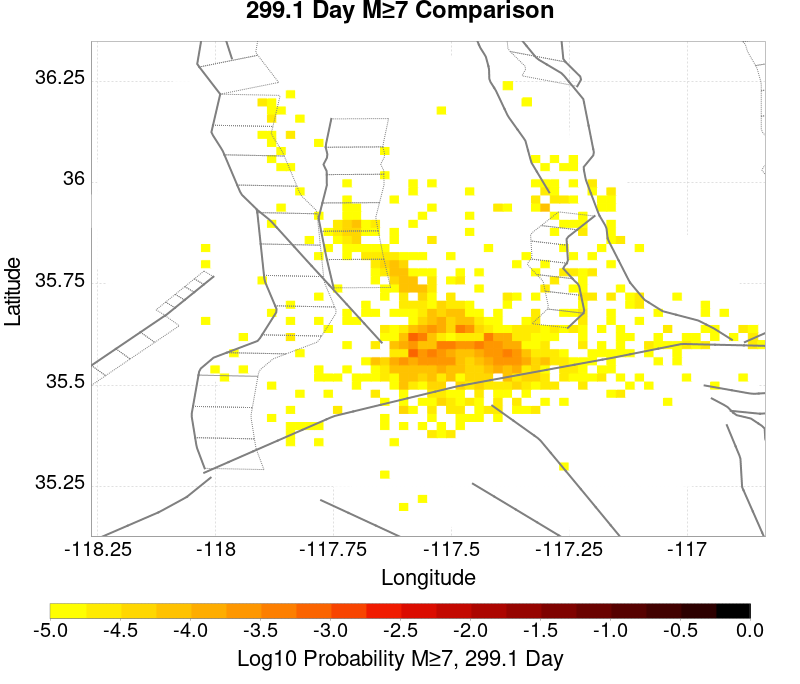 299.1 Day M≥7 Comparison
36.25
36
35.75
35.5
35.25
Latitude
-118.25 -118 -117.75 -117.5 -117.25 -117
Longitude
-5.0 -4.5 -4.0 -3.5 -3.0 -2.5 -2.0 -1.5 -1.0 -0.5 0.0
Log10 Probability M≥7, 299.1 Day